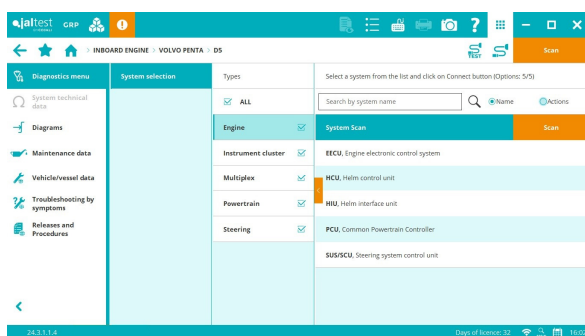 jaltest GRP
INBOARD ENGINE > VOLVO PENTA > D5
TEST
Scan
Diagnostics menu
System technical
data
Diagrams
Maintenance data
Vehicle/vessel data
Troubleshooting by
symptoms
Releases and
Procedures
System selection
Types
ALL
Engine
Instrument cluster
Multiplex
Powertrain
Steering
Select a system from the list and click on Connect button (Options: 5/5)
Search by system name
Name
Actions
System Scan
Scan
EECU, Engine electronic control system
HCU, Helm control unit
HIU, Helm interface unit
PCU, Common Powertrain Controller
SUS/SCU, Steering system control unit
24.3.1.1.4
Days of licence: 32